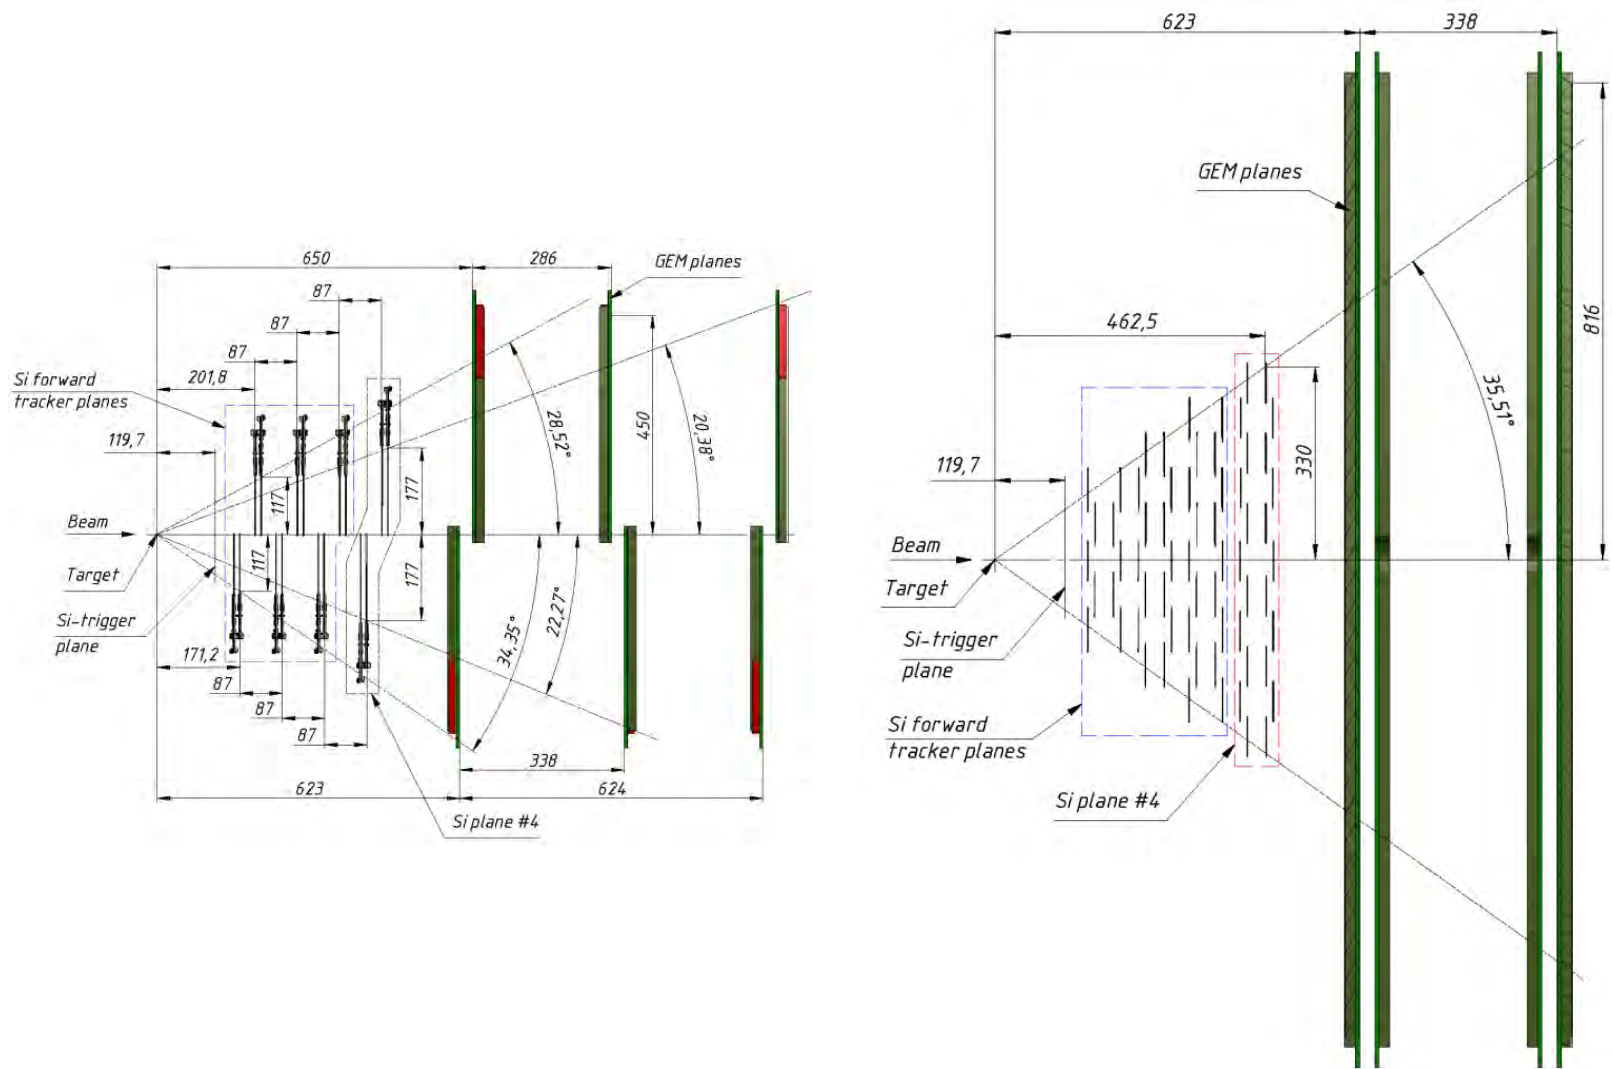 650
286
GEM planes
87
87
87
201,8
Si forward
tracker planes
119,7
28,52°
450
20,38°
117
177
Beam
Target
117
177
Si-trigger
plane
34,35°
22,27°
171,2
87
87
87
338
623
624
Si plane #4
623
338
GEM planes
816
462,5
35,51°
330
119,7
Beam
Target
Si-trigger
plane
Si forward
tracker planes
Si plane #4